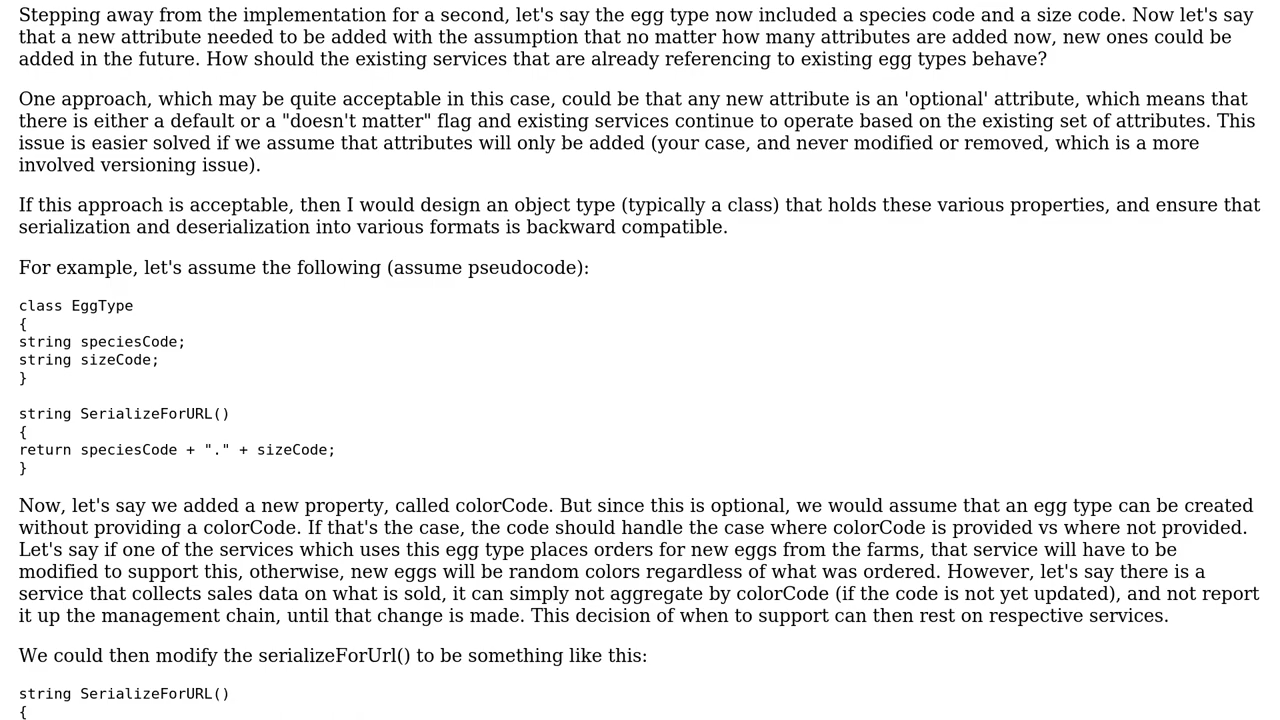 Stepping away from the implementation for a second, let's say the egg type now included a species code and a size code. Now let's say
that a new attribute needed to be added with the assumption that no matter how many attributes are added now, new ones could be
added in the future. How should the existing services that are already referencing to existing egg types behave?
One approach, which may be quite acceptable in this case, could be that any new attribute is an 'optional' attribute, which means that
there is either a default or a "doesn't matter" flag and existing services continue to operate based on the existing set of attributes. This
issue is easier solved if we assume that attributes will only be added (your case, and never modified or removed, which is a more
involved versioning issue).
If this approach is acceptable, then I would design an object type (typically a class) that holds these various properties, and ensure that
serialization and deserialization into various formats is backward compatible.
For example, let's assume the following (assume pseudocode):
class EggType
{
string speciesCode;
string sizeCode;
}
string SerializeForURL()
{
return speciesCode + "." + sizeCode;
}
Now, let's say we added a new property, called colorCode. But since this is optional, we would assume that an egg type can be created
without providing a colorCode. If that's the case, the code should handle the case where colorCode is provided vs where not provided.
Let's say if one of the services which uses this egg type places orders for new eggs from the farms, that service will have to be
modified to support this, otherwise, new eggs will be random colors regardless of what was ordered. However, let's say there is a
service that collects sales data on what is sold, it can simply not aggregate by colorCode (if the code is not yet updated), and not report
it up the management chain, until that change is made. This decision of when to support can then rest on respective services.
We could then modify the serializeForUrl() to be something like this:
string SerializeForURL()
{